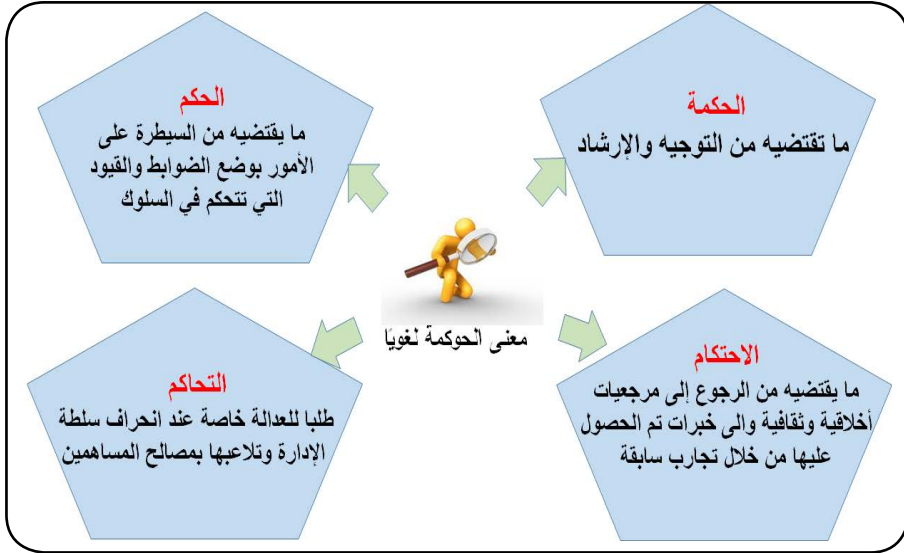 الحكمة
ما تقتضيه من التوجيه والإرشاد
الحكم
ما يقتضيه من السيطرة على
الأمور بوضع الضوابط والقيود
التي تتحكم في السلوك
معنى الحوكمة لغويًا
الاحتكام
ما يقتضيه من الرجوع إلى مرجعيات
أخلاقية وثقافية والى خبرات تم الحصول
عليها من خلال تجارب سابقة
التحاكم
طلبا للعدالة خاصة عند انحراف سلطة
الإدارة وتلاعبها بمصالح المساهمين